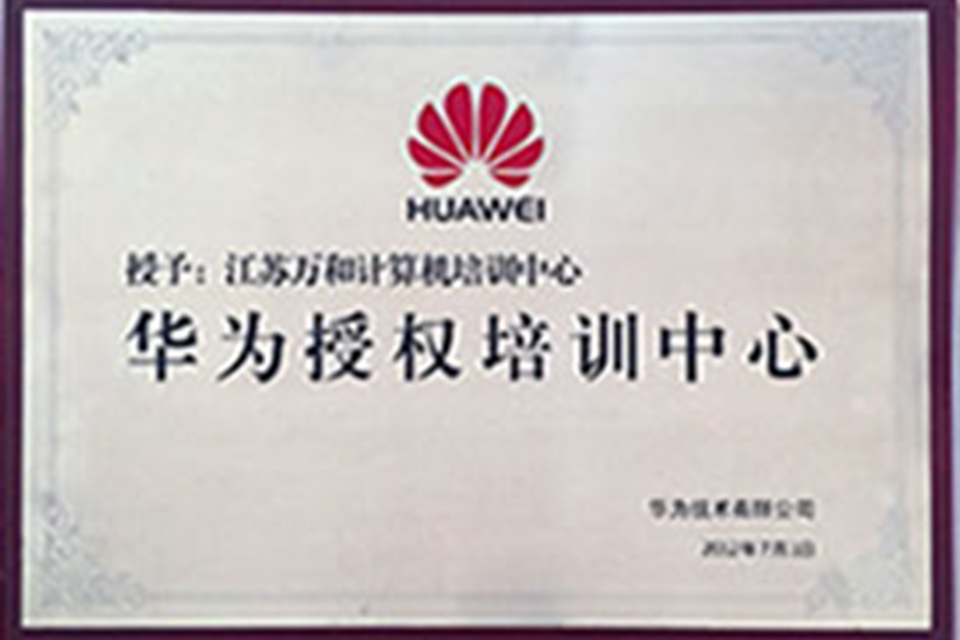 HUAWEI
授予：江苏万和计算机培训中心
华为授权培训中心
华为技术有限公司
2012年7月1日